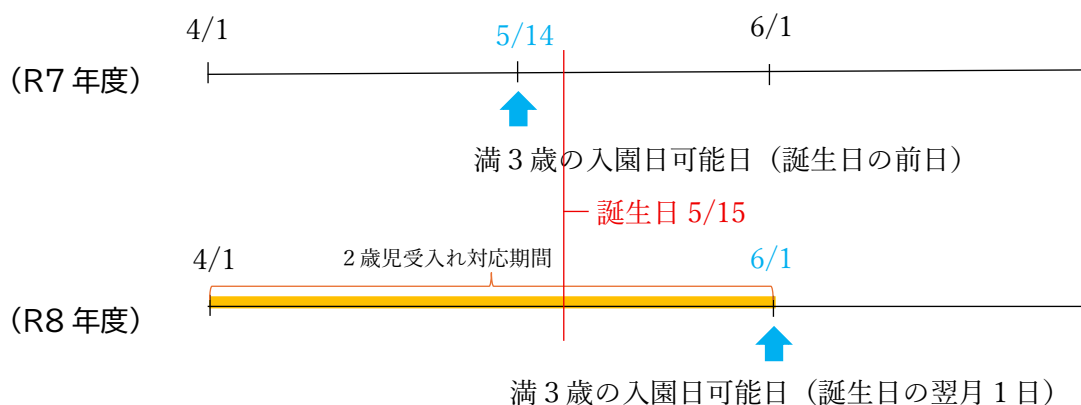 4/1 5/14 6/1
（R7 年度）
満３歳の入園日可能日（誕生日の前日）
誕生日 5/15
4/1 ２歳児受入れ対応期間 6/1
（R8 年度）
満３歳の入園日可能日（誕生日の翌月１日）